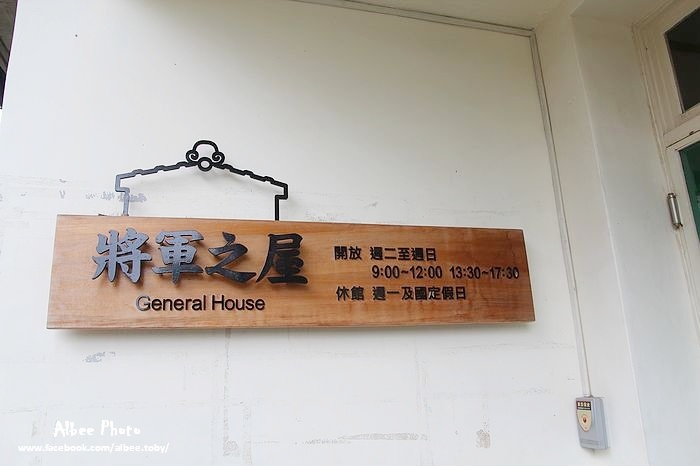 將軍之屋
General House
開放 週二至週日
9:00~12:00 13:30~17:30
休館 週一及國定假日
Albee Photo
www.facebook.com/albee.toby/